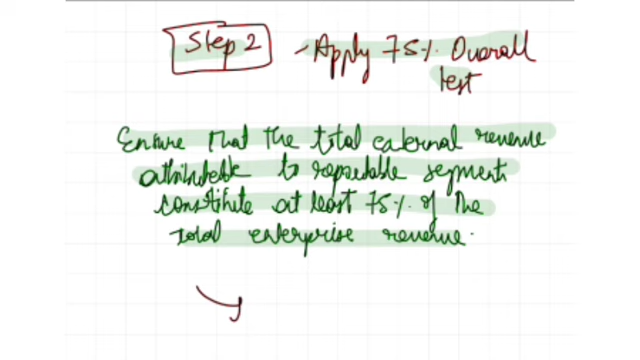 Step 2 - Apply 75% Overall
test
Ensure that the total external revenue
attributable to reportable segment
constitute at least 75% of the
total enterprise revenue.